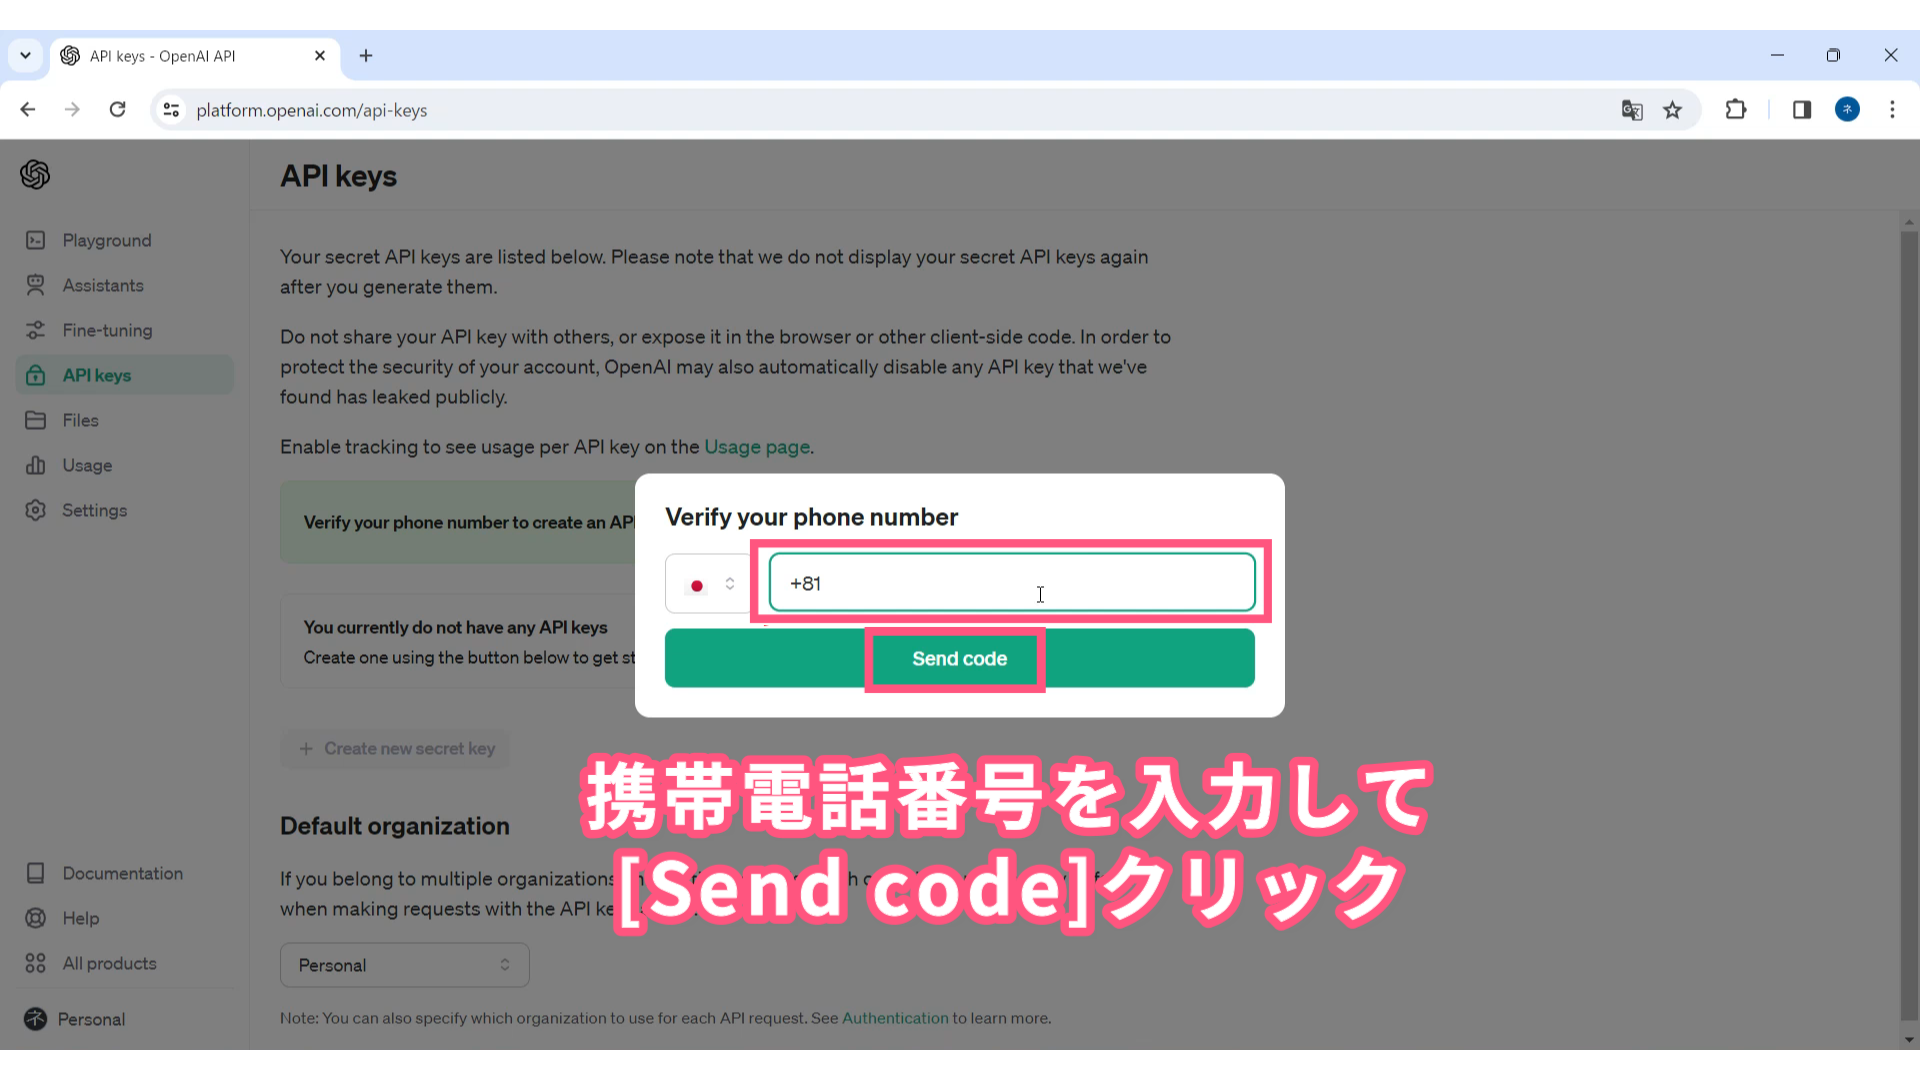 API keys - OpenAI API
platform.openai.com/api-keys
API keys
Playground
Assistants
Fine-tuning
API keys
Files
Usage
Settings
Your secret API keys are listed below. Please note that we do not display your secret API keys again
after you generate them.
Do not share your API key with others, or expose it in the browser or other client-side code. In order to
protect the security of your account, OpenAI may also automatically disable any API key that we've
found has leaked publicly.
Enable tracking to see usage per API key on the Usage page.
Verify your phone number to create an API
Verify your phone number
+81
Send code
You currently do not have any API keys
Create one using the button below to get st
+ Create new secret key
携帯電話番号を入力して
[Send code]クリック
Default organization
If you belong to multiple organizations
when making requests with the API ke
Personal
Note: You can also specify which organization to use for each API request. See Authentication to learn more.
Documentation
Help
All products
ネ Personal